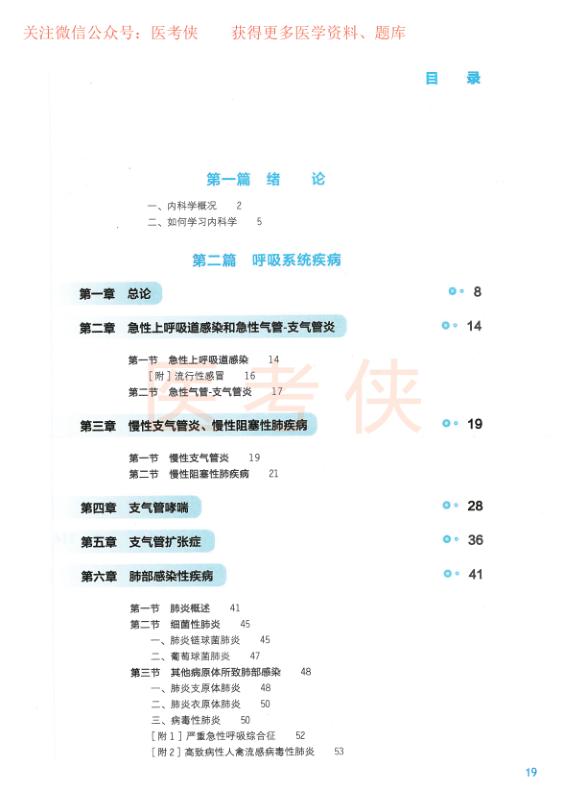 关注微信公众号：医考侠 获得更多医学资料、题库
目 录
第一篇 绪 论
一、内科学概况 2
二、如何学习内科学 5
第二篇 呼吸系统疾病
第一章 总论 8
第二章 急性上呼吸道感染和急性气管-支气管炎 14
第一节 急性上呼吸道感染 14
［附］流行性感冒 16
第二节 急性气管-支气管炎 17
医考侠
第三章 慢性支气管炎、慢性阻塞性肺疾病 19
第一节 慢性支气管炎 19
第二节 慢性阻塞性肺疾病 21
第四章 支气管哮喘 28
第五章 支气管扩张症 36
第六章 肺部感染性疾病 41
第一节 肺炎概述 41
第二节 细菌性肺炎 45
一、肺炎链球菌肺炎 45
二、葡萄球菌肺炎 47
第三节 其他病原体所致肺部感染 48
一、肺炎支原体肺炎 48
二、肺炎衣原体肺炎 50
三、病毒性肺炎 50
［附1］严重急性呼吸综合征 52
［附2］高致病性人禽流感病毒性肺炎 53
19